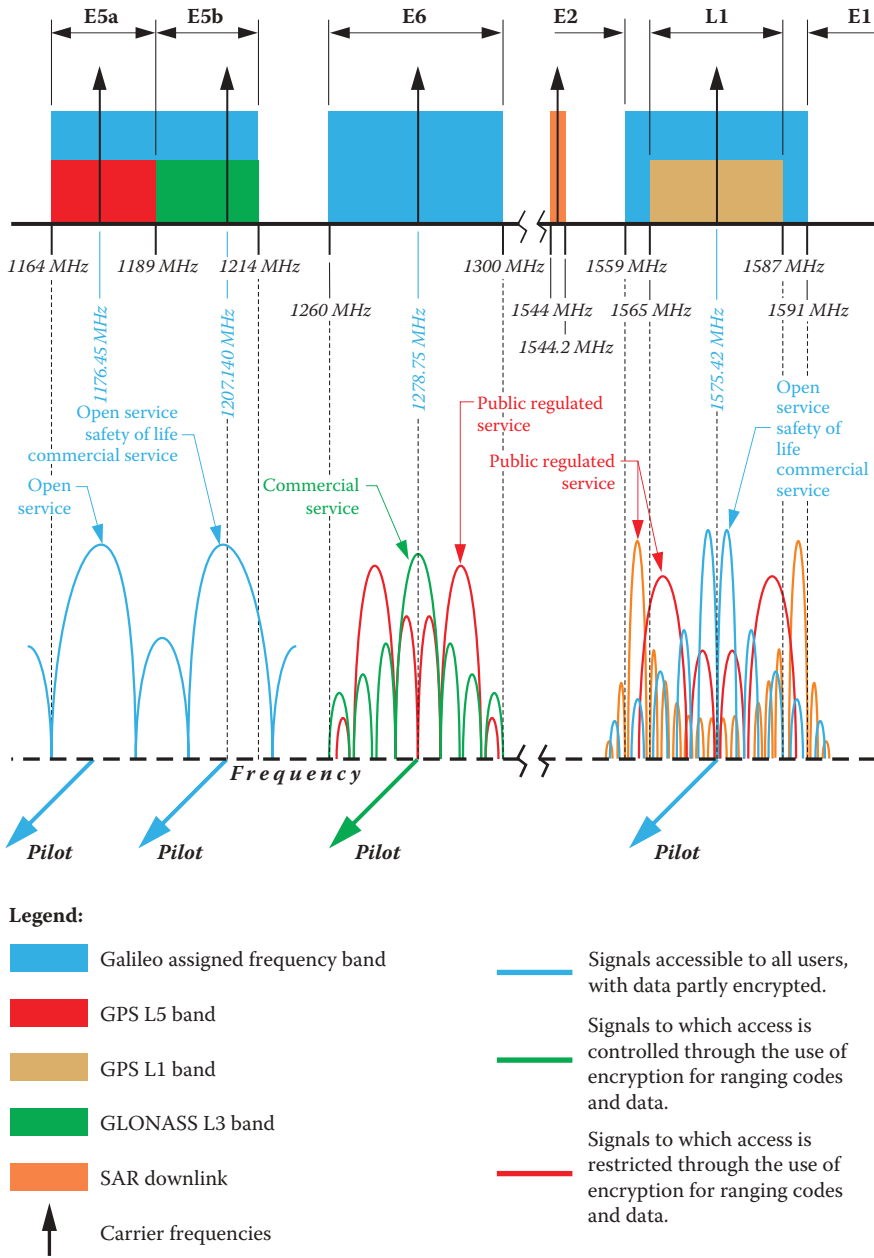 E5a E5b E6 E2 L1 E1
1164 MHz 1189 MHz 1214 MHz 1300 MHz 1559 MHz 1587 MHz
1260 MHz 1544 MHz 1565 MHz 1591 MHz
1544.2 MHz
1176.45 MHz
1207.140 MHz
1278.75 MHz
1575.42 MHz
Open service
safety of life
commercial service
Open
service
Commercial
service
Public regulated
service
Public regulated
service
Open
service
safety of
life
commercial
service
Frequency
Pilot Pilot Pilot Pilot
Legend:
Galileo assigned frequency band
GPS L5 band
GPS L1 band
GLONASS L3 band
SAR downlink
Carrier frequencies
Signals accessible to all users,
with data partly encrypted.
Signals to which access is
controlled through the use of
encryption for ranging codes
and data.
Signals to which access is
restricted through the use of
encryption for ranging codes
and data.